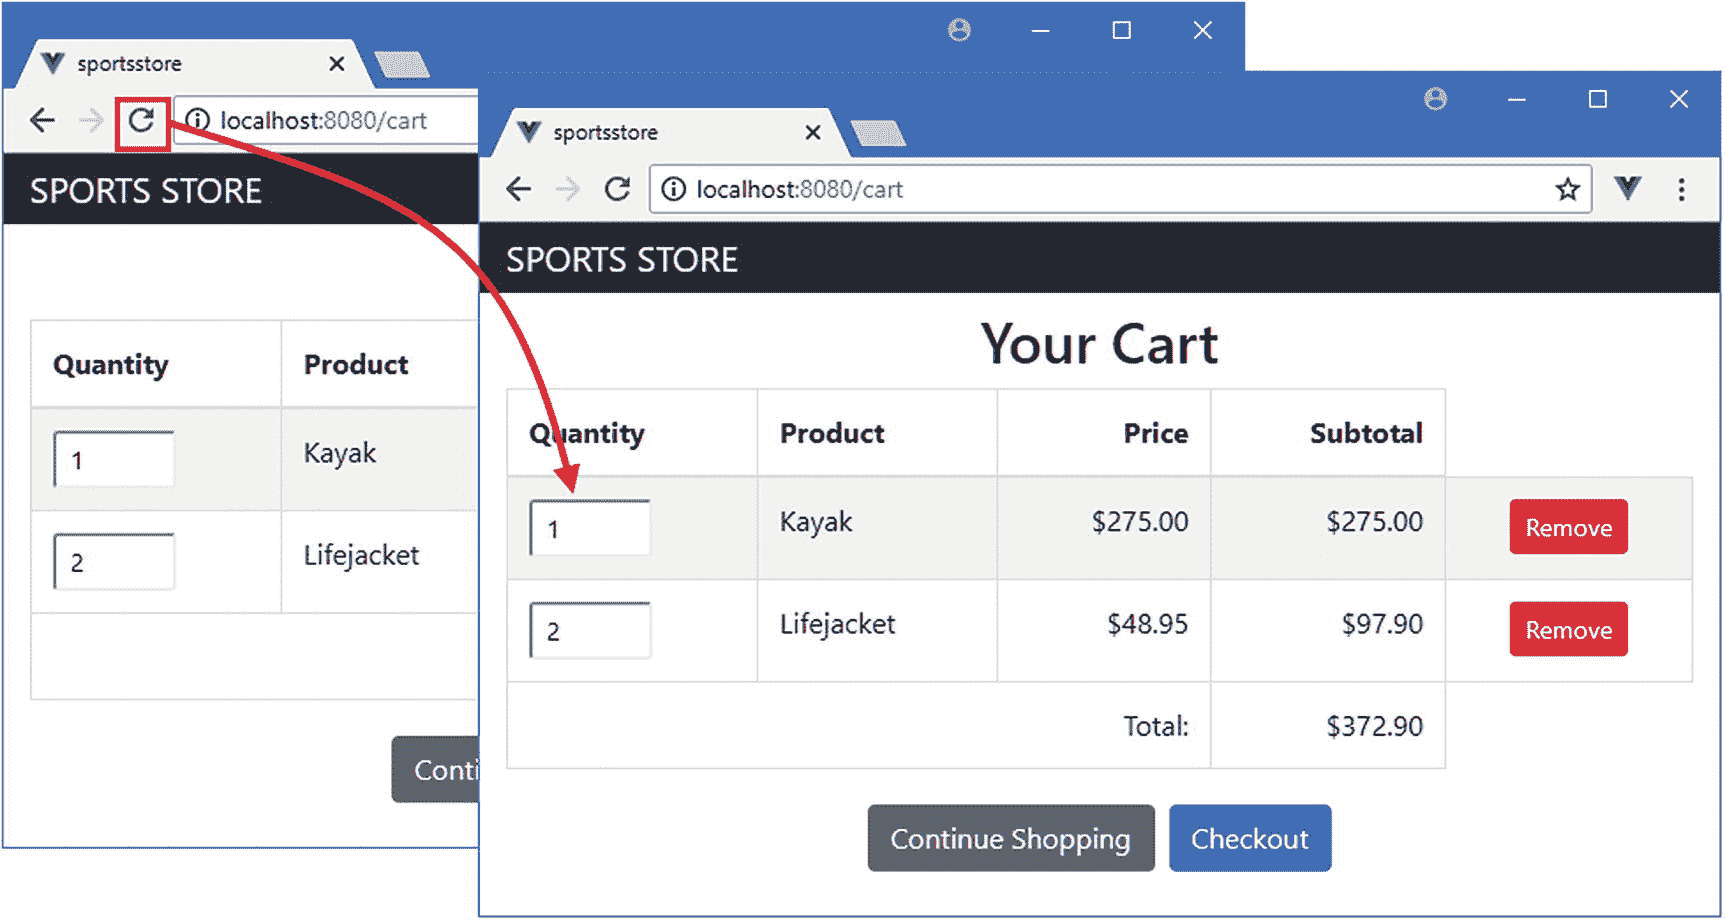 sportsstore
localhost:8080/cart
SPORTS STORE
Quantity Product
1 Kayak
2 Lifejacket
Conti
sportsstore
localhost:8080/cart
SPORTS STORE
Your Cart
Quantity Product Price Subtotal
1 Kayak $275.00 $275.00 Remove
2 Lifejacket $48.95 $97.90 Remove
Total: $372.90
Continue Shopping Checkout